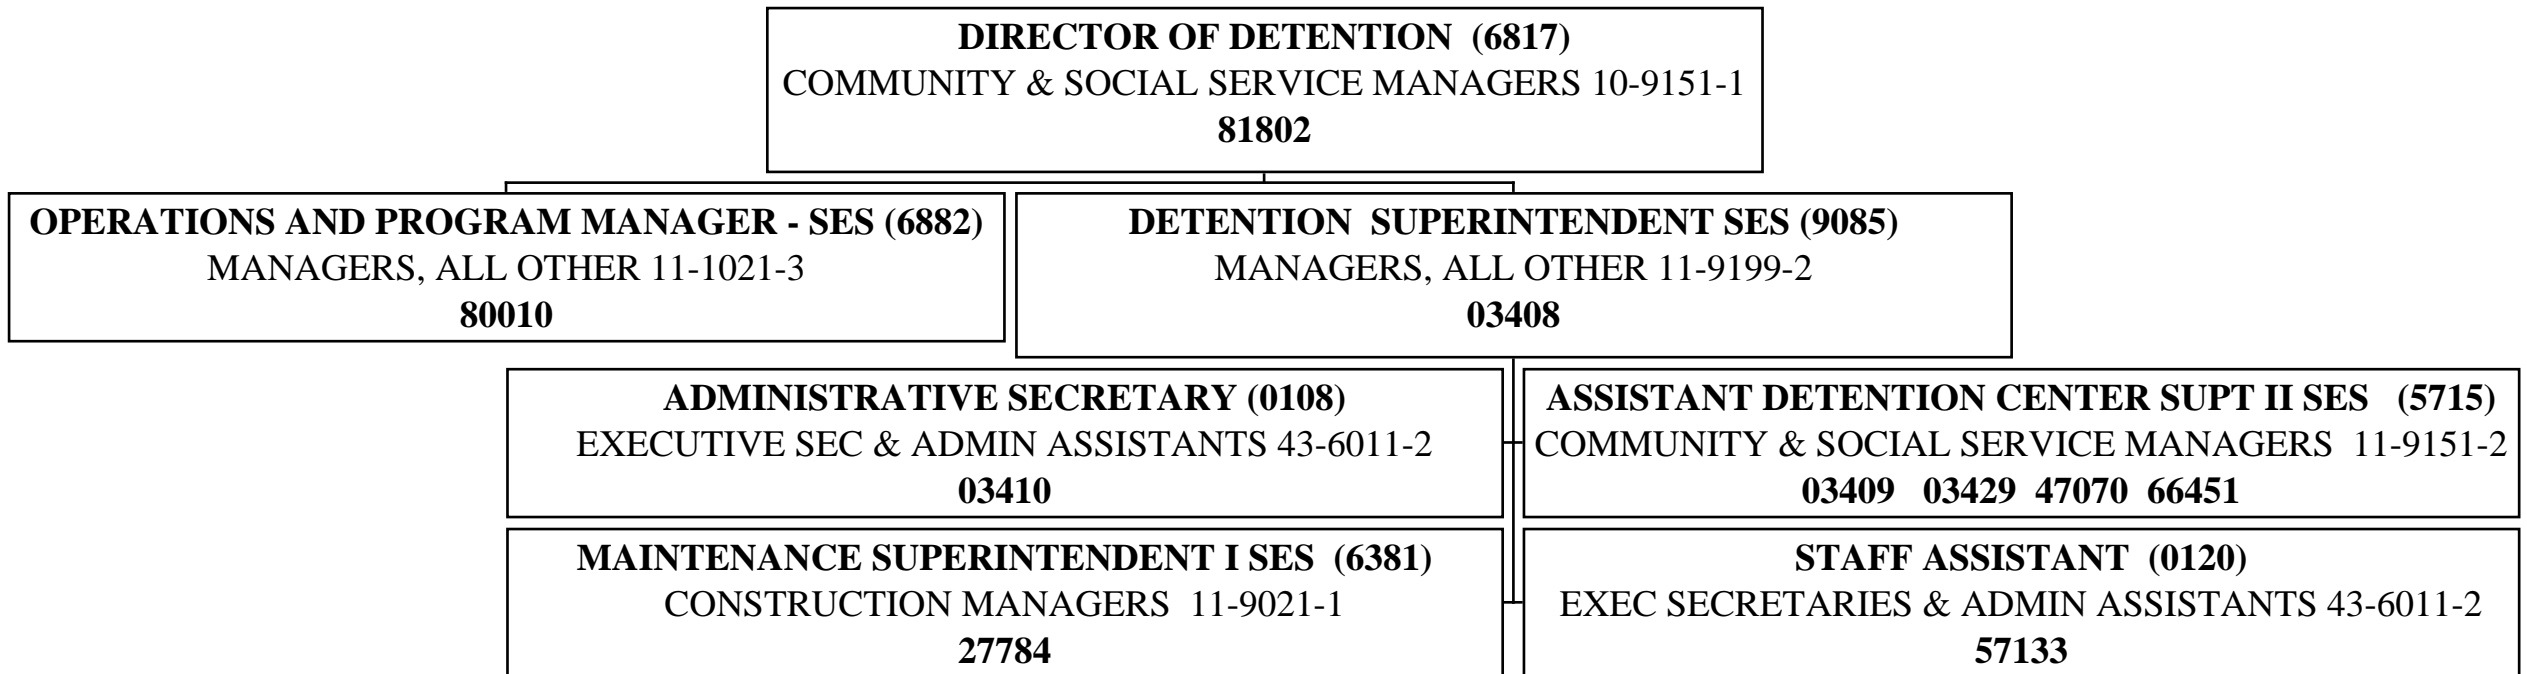 DIRECTOR OF DETENTION (6817)
COMMUNITY & SOCIAL SERVICE MANAGERS 10-9151-1
81802
OPERATIONS AND PROGRAM MANAGER - SES (6882)
MANAGERS, ALL OTHER 11-1021-3
80010
DETENTION SUPERINTENDENT SES (9085)
MANAGERS, ALL OTHER 11-9199-2
03408
ADMINISTRATIVE SECRETARY (0108)
EXECUTIVE SEC & ADMIN ASSISTANTS 43-6011-2
03410
ASSISTANT DETENTION CENTER SUPT II SES (5715)
COMMUNITY & SOCIAL SERVICE MANAGERS 11-9151-2
03409 03429 47070 66451
MAINTENANCE SUPERINTENDENT I SES (6381)
CONSTRUCTION MANAGERS 11-9021-1
27784
STAFF ASSISTANT (0120)
EXEC SECRETARIES & ADMIN ASSISTANTS 43-6011-2
57133